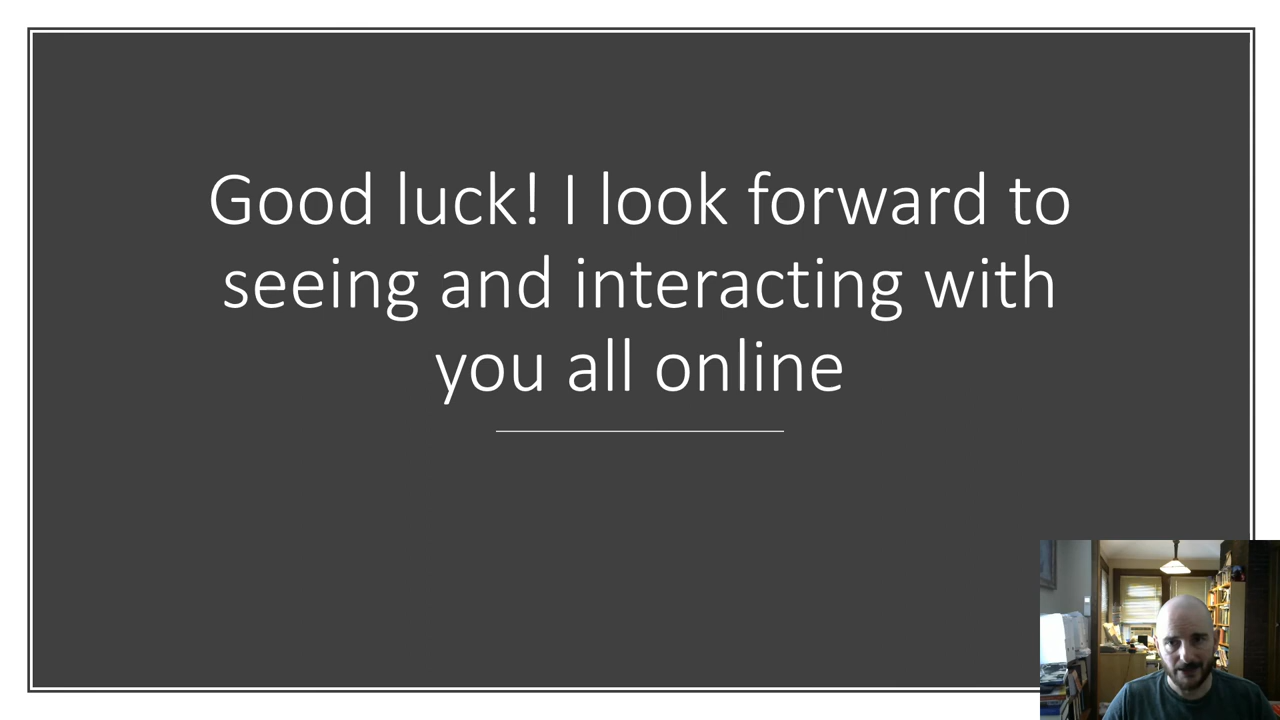 Good luck! I look forward to
seeing and interacting with
you all online